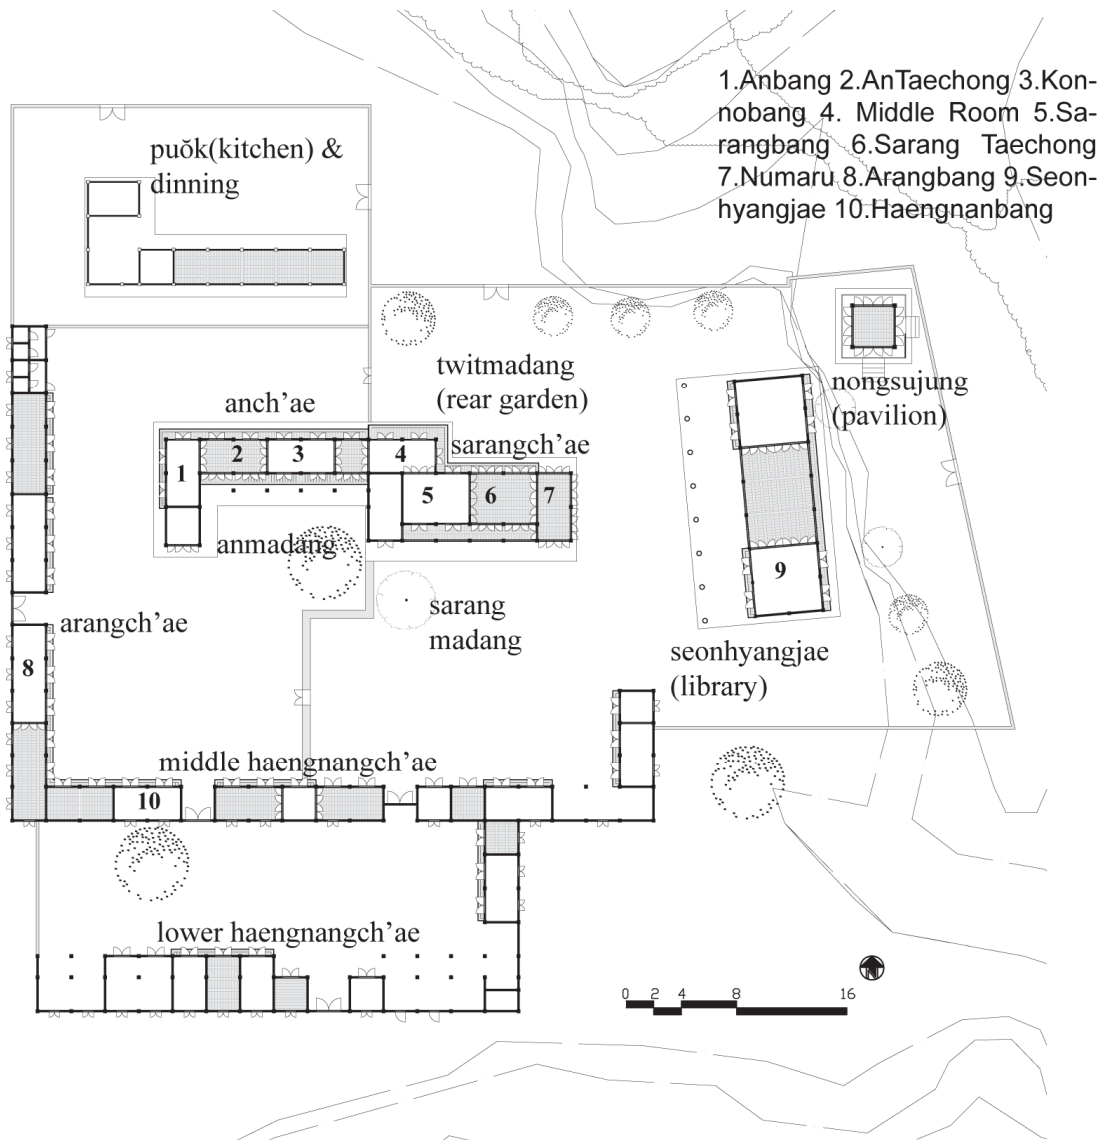 1.Anbang 2.AnTaechong 3.Kon-
nobang 4. Middle Room 5.Sa-
rangbang 6.Sarang Taechong
7.Numaru 8.Arangbang 9.Seon-
hyangjae 10.Haengnanbang
puŏk(kitchen) &
dinning
twitmadang
(rear garden)
nongsujung
(pavilion)
anch’ae
sarangch’ae
1
2
3
4
5
6
7
anmadang
9
sarang
madang
arangch’ae
8
seonhyangjae
(library)
middle haengnangch’ae
10
lower haengnangch’ae
N
0 2 4 8 16